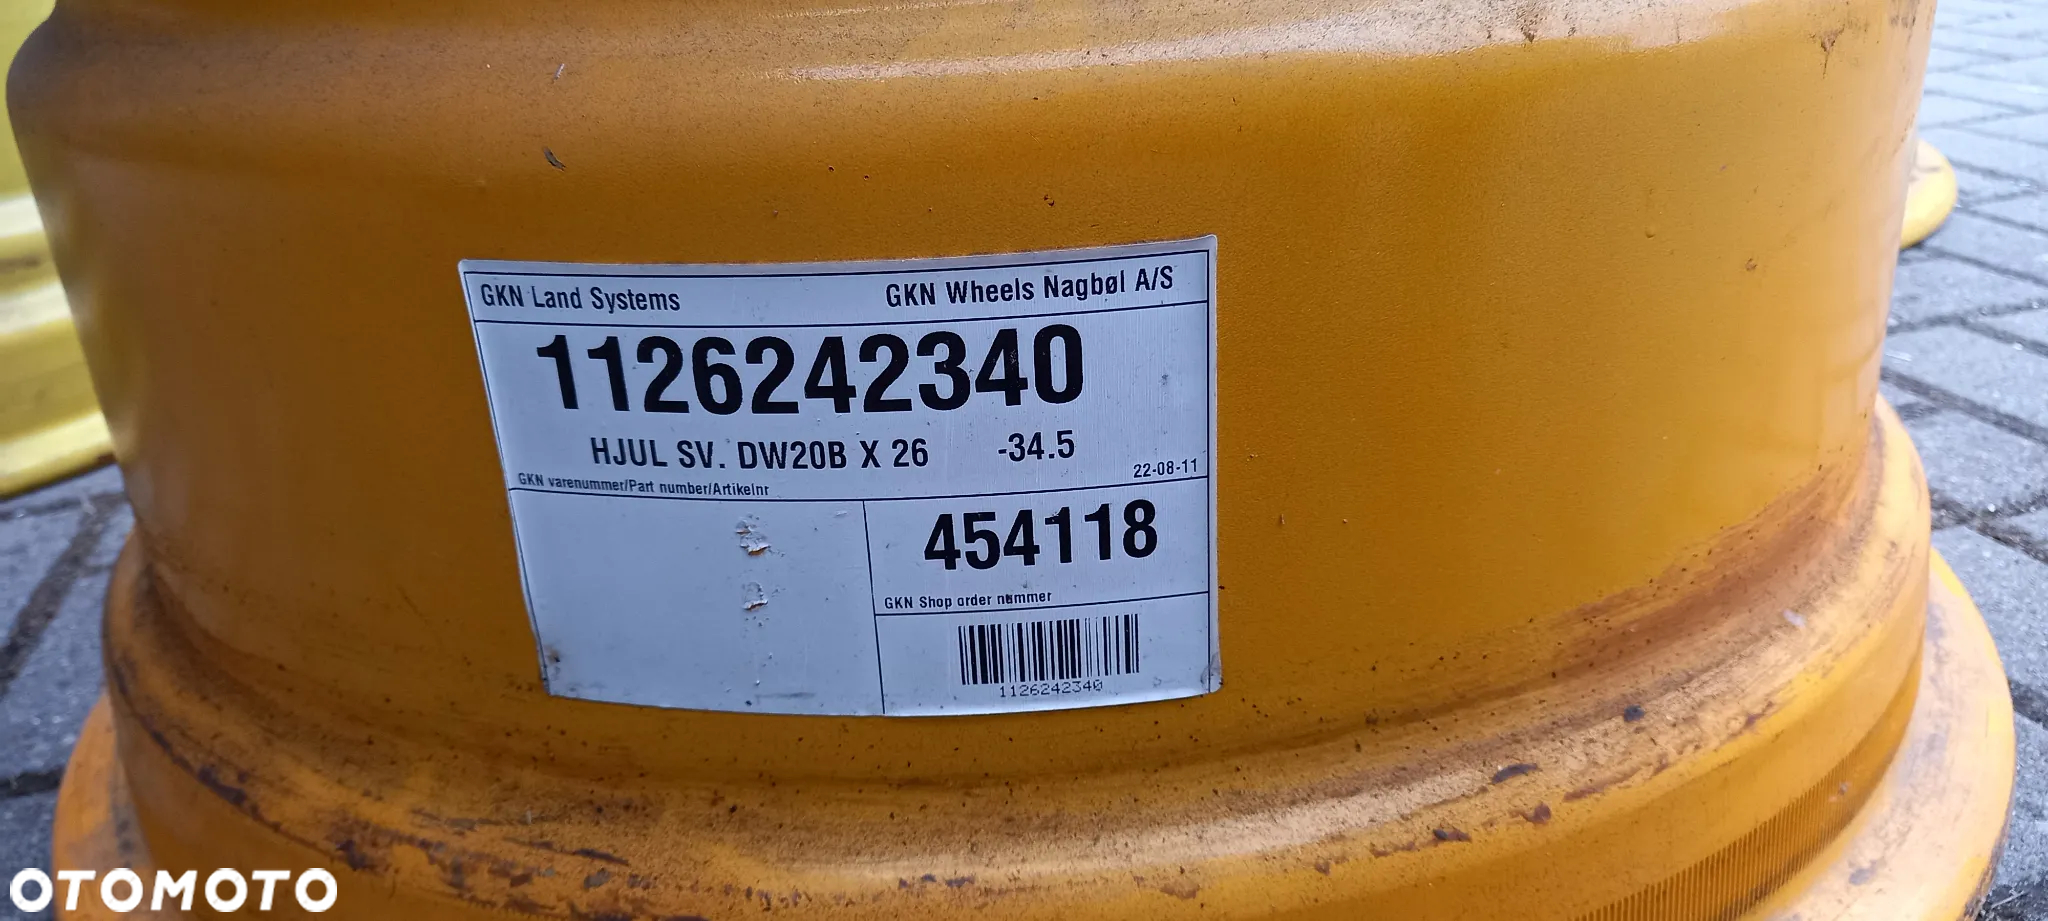 GKN Land Systems GKN Wheels Nagbøl A/S
1126242340
HJUL SV. DW20B X 26 -34.5
GKN varenummer/Part number/Artikelnr 22-08-11
454118
GKN Shop order nummer
1126242340
OTOMOTO